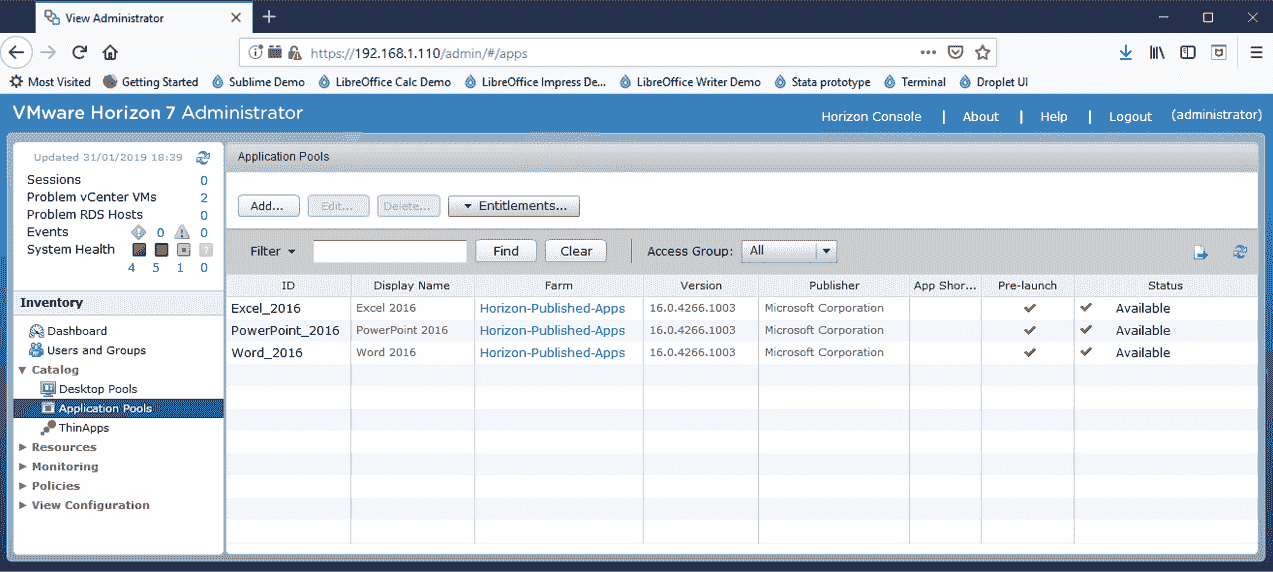 View Administrator
https://192.168.1.110/admin/#/apps
Most Visited Getting Started Sublime Demo LibreOffice Calc Demo LibreOffice Impress De... LibreOffice Writer Demo Stata prototype Terminal Droplet UI
VMware Horizon 7 Administrator
Horizon Console | About | Help | Logout (administrator)
Updated 31/01/2019 18:39
Sessions 0
Problem vCenter VMs 2
Problem RDS Hosts 0
Events 0 0
System Health
4 5 1 0
Inventory
Dashboard
Users and Groups
Catalog
Desktop Pools
Application Pools
ThinApps
Resources
Monitoring
Policies
View Configuration
Application Pools
Add... Edit... Delete... Entitlements...
Filter Find Clear Access Group: All
ID Display Name Farm Version Publisher App Shor... Pre-launch Status
Excel_2016 Excel 2016 Horizon-Published-Apps 16.0.4266.1003 Microsoft Corporation ✓ ✓ Available
PowerPoint_2016 PowerPoint 2016 Horizon-Published-Apps 16.0.4266.1003 Microsoft Corporation ✓ ✓ Available
Word_2016 Word 2016 Horizon-Published-Apps 16.0.4266.1003 Microsoft Corporation ✓ ✓ Available